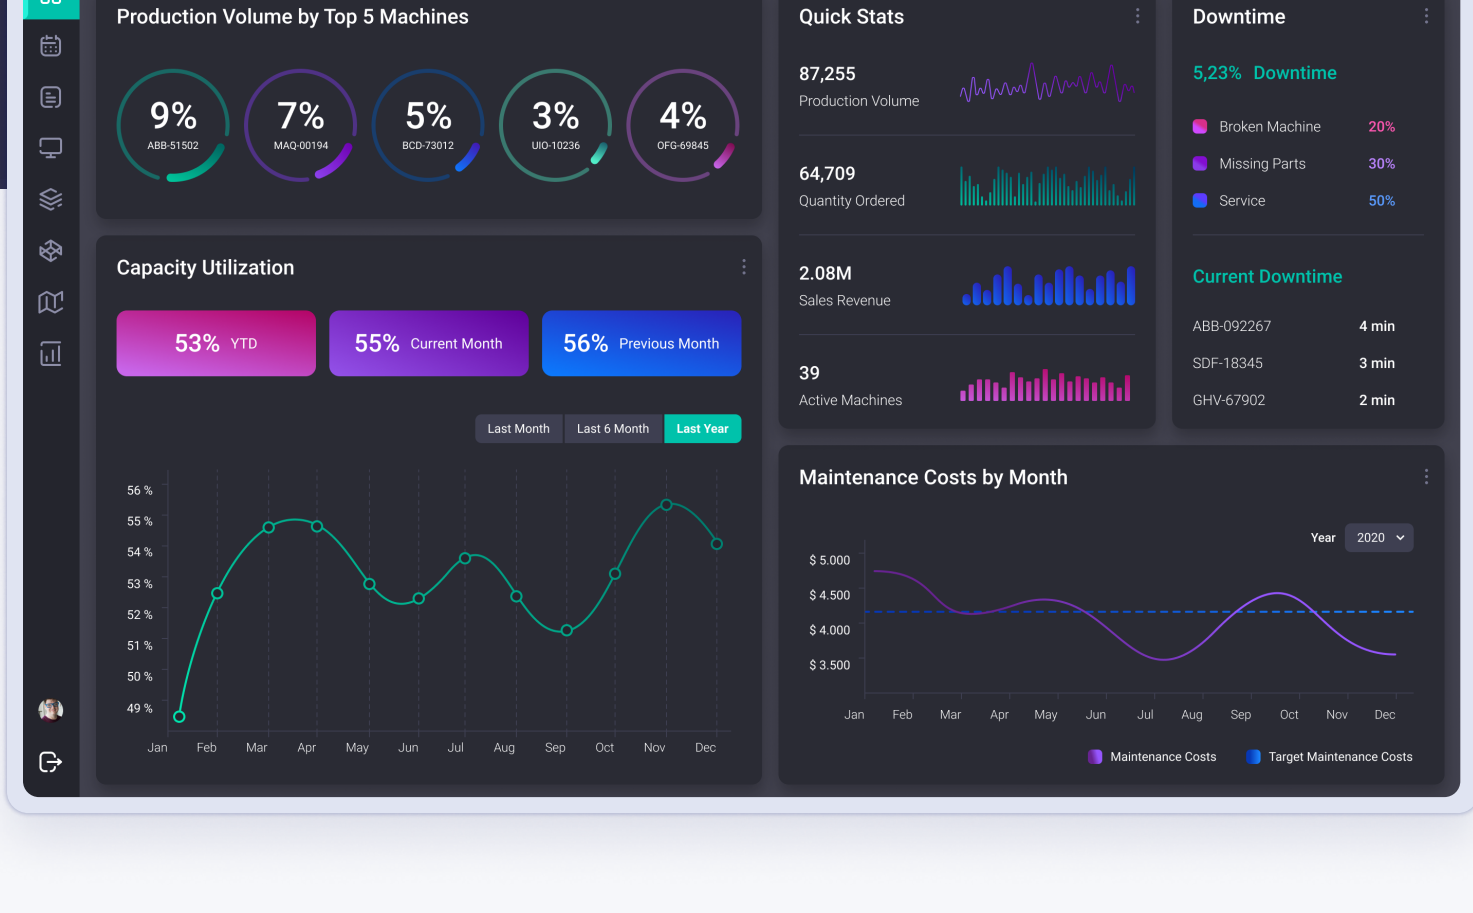 Production Volume by Top 5 Machines
9%
ABB-51502
7%
MAQ-00194
5%
BCD-73012
3%
UIO-10236
4%
OFG-69845
Capacity Utilization
53% YTD
55% Current Month
56% Previous Month
Last Month
Last 6 Month
Last Year
56 %
55 %
54 %
53 %
52 %
51 %
50 %
49 %
Jan Feb Mar Apr May Jun Jul Aug Sep Oct Nov Dec
Quick Stats
87,255
Production Volume
64,709
Quantity Ordered
2.08M
Sales Revenue
39
Active Machines
Downtime
5,23% Downtime
Broken Machine 20%
Missing Parts 30%
Service 50%
Current Downtime
ABB-092267 4 min
SDF-18345 3 min
GHV-67902 2 min
Maintenance Costs by Month
Year 2020
$ 5.000
$ 4.500
$ 4.000
$ 3.500
Jan Feb Mar Apr May Jun Jul Aug Sep Oct Nov Dec
Maintenance Costs
Target Maintenance Costs